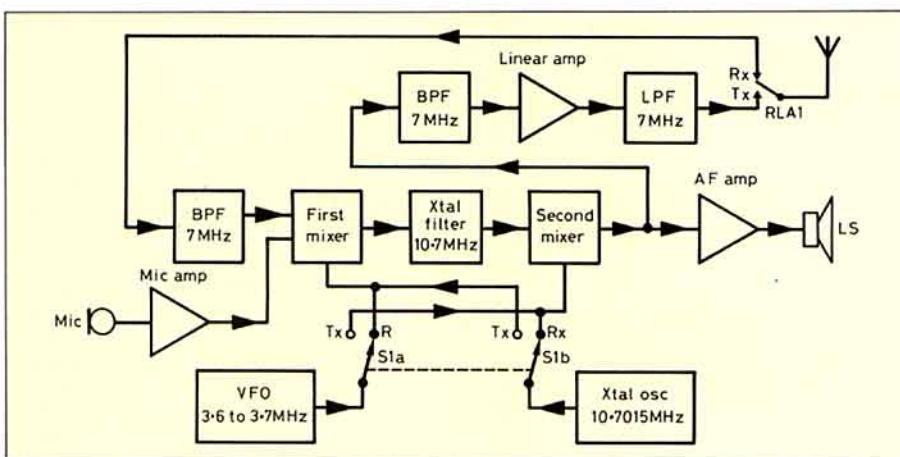 Linear amp
Rx
Tx
RLA1
BPF
7MHz
LPF
7MHz
AF amp
BPF
7MHz
First
mixer
Xtal
filter
10·7MHz
Second
mixer
LS
Mic amp
Mic
Tx
R
Tx
Rx
S1a
S1b
VFO
3·6 to 3·7MHz
Xtal osc
10·7015MHz